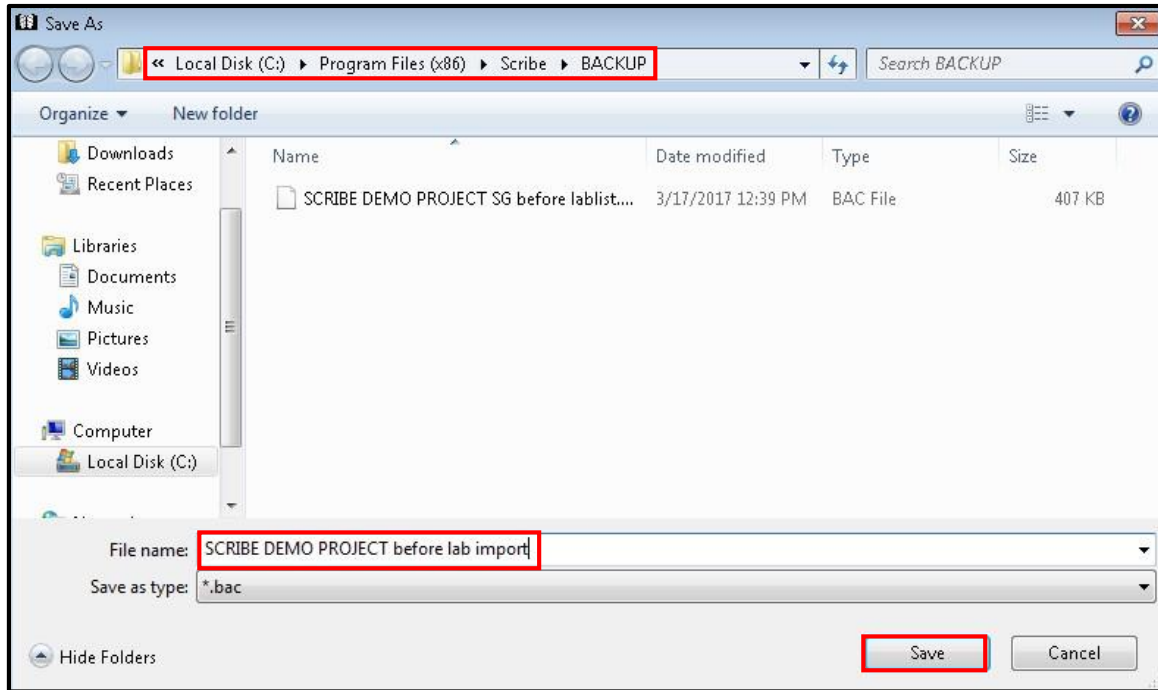 Save As
« Local Disk (C:) ▸ Program Files (x86) ▸ Scribe ▸ BACKUP
Search BACKUP
Organize
New folder
Downloads
Recent Places
Libraries
Documents
Music
Pictures
Videos
Computer
Local Disk (C:)
Name Date modified Type Size
SCRIBE DEMO PROJECT SG before lablist.... 3/17/2017 12:39 PM BAC File 407 KB
File name: SCRIBE DEMO PROJECT before lab import
Save as type: *.bac
Hide Folders
Save
Cancel